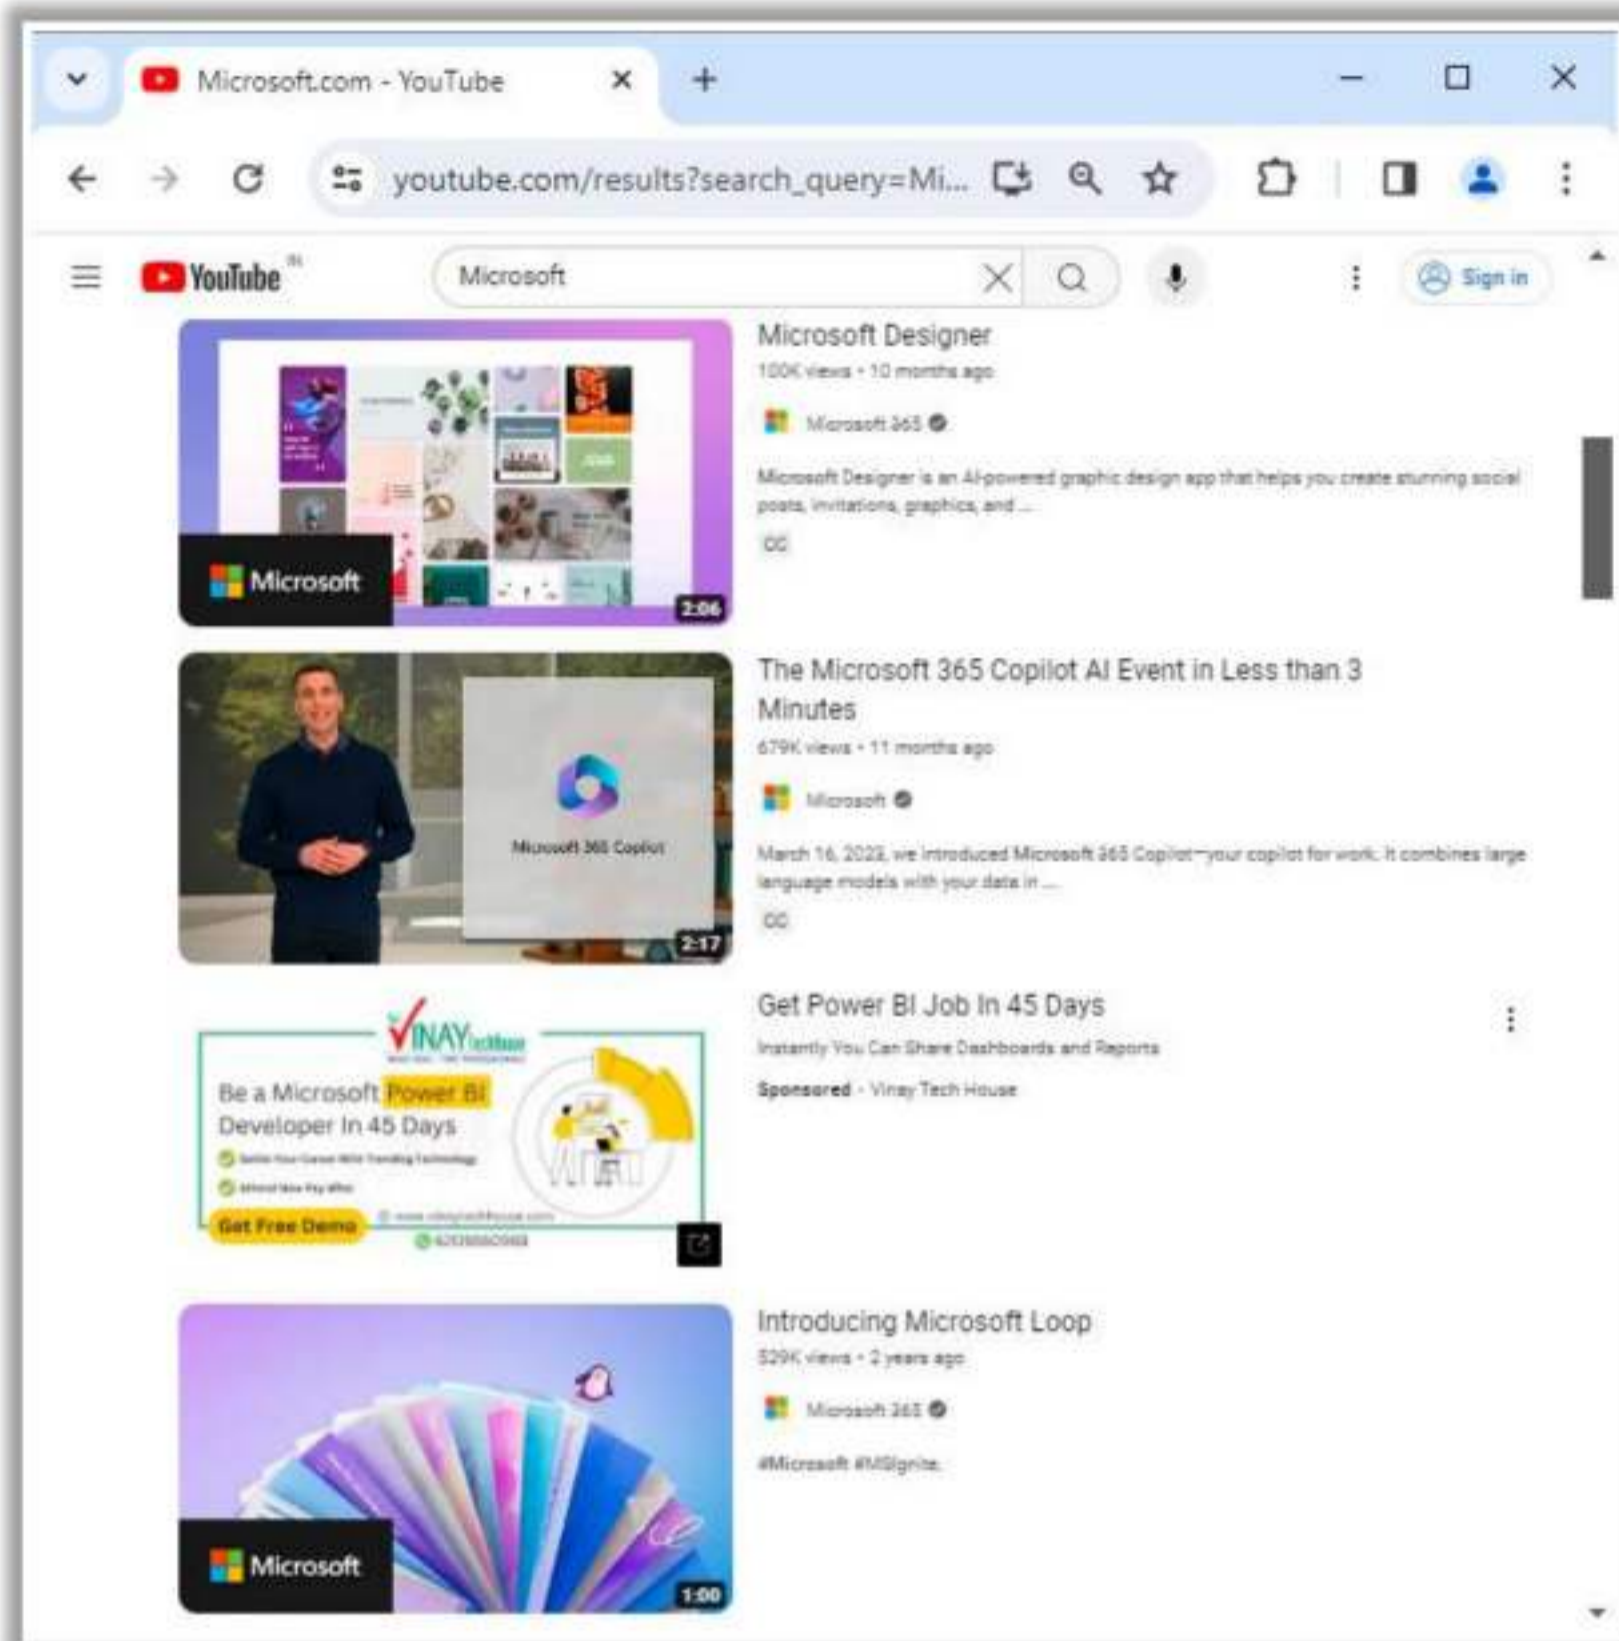 Microsoft.com - YouTube
youtube.com/results?search_query=Mi...
YouTube IN
Microsoft
Sign in
Microsoft Designer
100K views • 10 months ago
Microsoft 365
Microsoft Designer is an AI-powered graphic design app that helps you create stunning social
posts, invitations, graphics, and ...
CC
Microsoft
2:06
The Microsoft 365 Copilot AI Event in Less than 3
Minutes
679K views • 11 months ago
Microsoft
March 16, 2023, we introduced Microsoft 365 Copilot—your copilot for work. It combines large
language models with your data in ...
CC
Microsoft 365 Copilot
2:17
Get Power BI Job In 45 Days
Instantly You Can Share Dashboards and Reports
Sponsored · Vinay Tech House
VINAY TechHouse
Be a Microsoft Power BI
Developer In 45 Days
Get Free Demo
Introducing Microsoft Loop
529K views • 2 years ago
Microsoft 365
#Microsoft #MSIgnite.
Microsoft
1:00